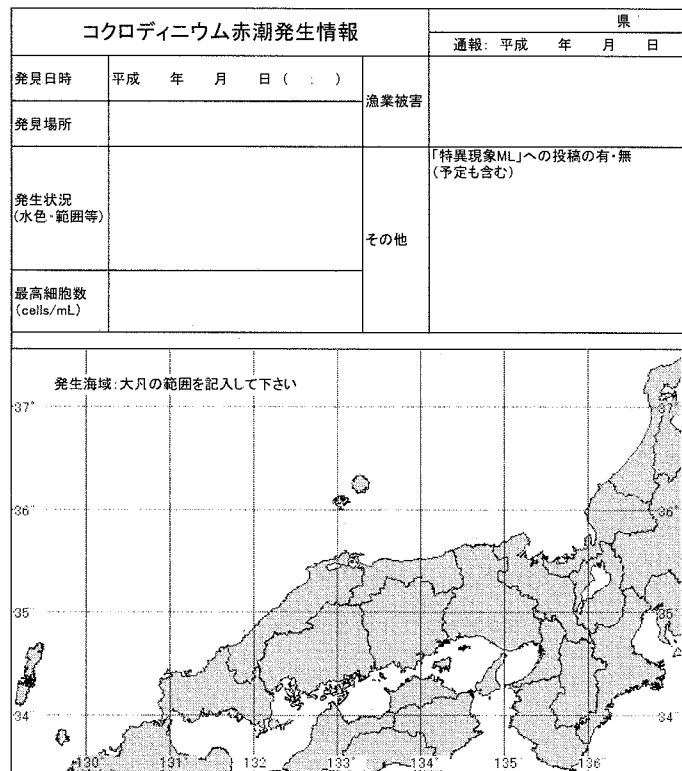 コクロディニウム赤潮発生情報
県
通報: 平成 年 月 日
発見日時
平成 年 月 日 ( : )
漁業被害
発見場所
発生状況
(水色・範囲等)
その他
「特異現象ML」への投稿の有・無
(予定も含む)
最高細胞数
(cells/mL)
発生海域:大凡の範囲を記入して下さい
37°
36°
36°
35°
35°
34°
34°
130° 131° 132° 133° 134° 135° 136°